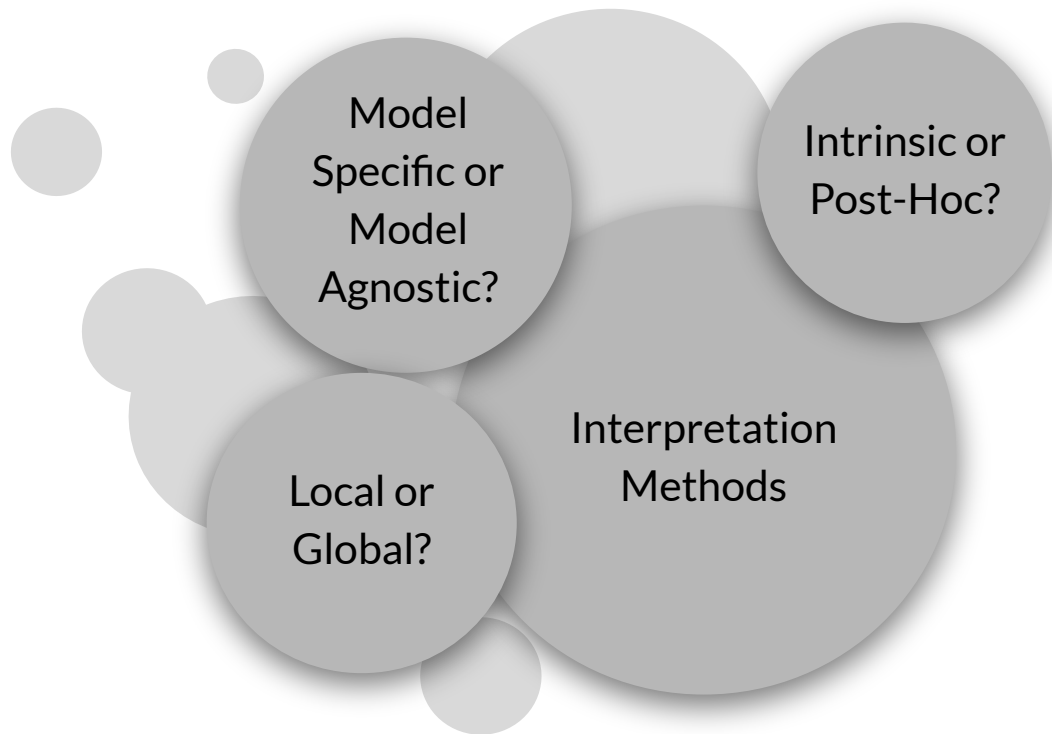 Model
Specific or
Model
Agnostic?
Intrinsic or
Post-Hoc?
Interpretation
Methods
Local or
Global?